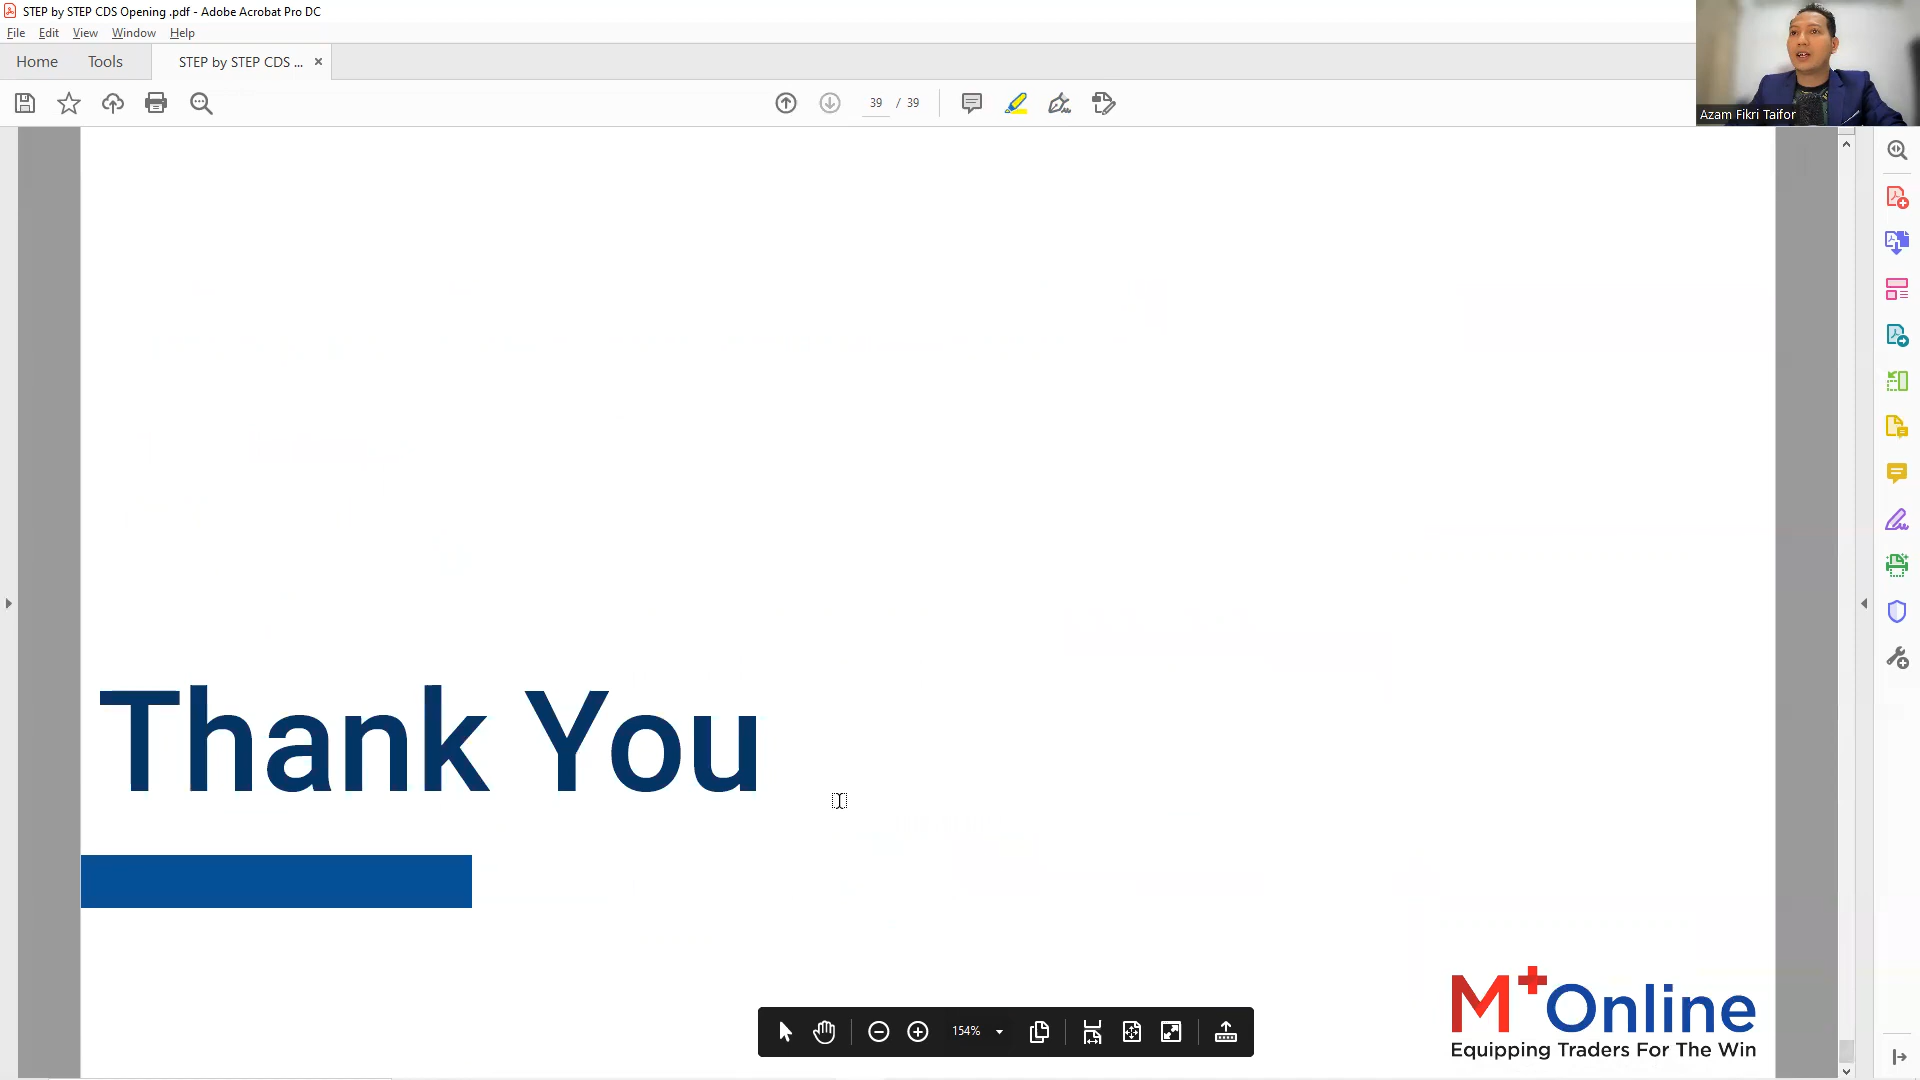 STEP by STEP CDS Opening .pdf - Adobe Acrobat Pro DC
File Edit View Window Help
Home Tools STEP by STEP CDS ... ×
39 / 39
Azam Fikri Taifor
Thank You
154%
M+Online
Equipping Traders For The Win